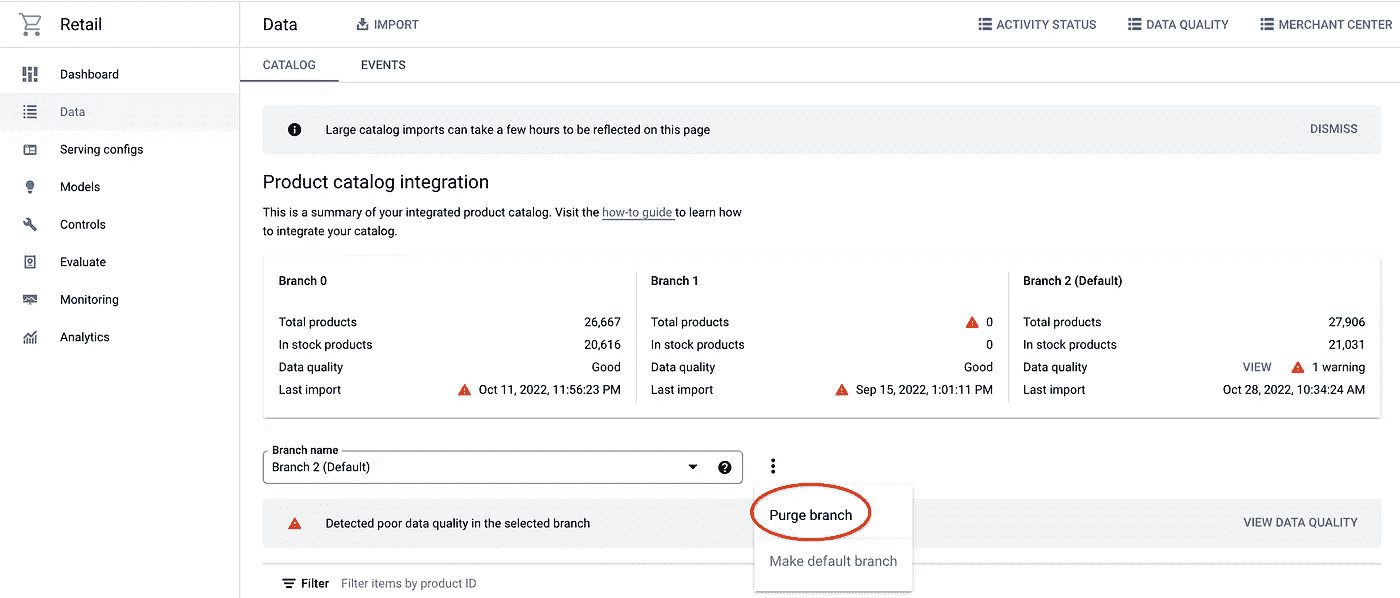 Retail
Data
IMPORT
ACTIVITY STATUS
DATA QUALITY
MERCHANT CENTER
Dashboard
Data
Serving configs
Models
Controls
Evaluate
Monitoring
Analytics
CATALOG
EVENTS
Large catalog imports can take a few hours to be reflected on this page
DISMISS
Product catalog integration
This is a summary of your integrated product catalog. Visit the how-to guide to learn how
to integrate your catalog.
Branch 0
Total products 26,667
In stock products 20,616
Data quality Good
Last import Oct 11, 2022, 11:56:23 PM
Branch 1
Total products 0
In stock products 0
Data quality Good
Last import Sep 15, 2022, 1:01:11 PM
Branch 2 (Default)
Total products 27,906
In stock products 21,031
Data quality VIEW 1 warning
Last import Oct 28, 2022, 10:34:24 AM
Branch name
Branch 2 (Default)
Purge branch
Make default branch
Detected poor data quality in the selected branch
VIEW DATA QUALITY
Filter Filter items by product ID